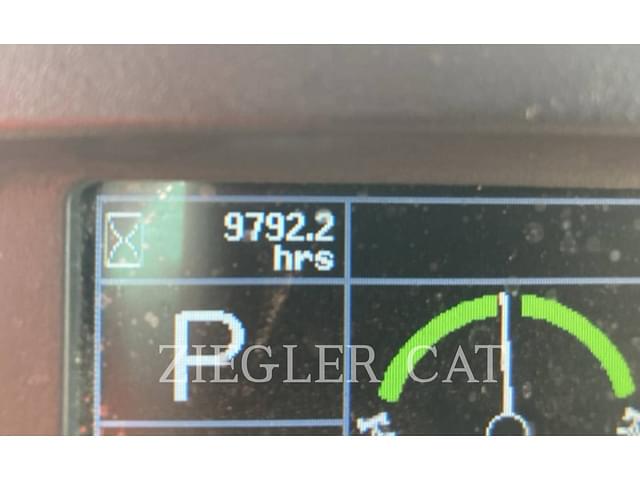 9792.2
hrs
P
ZIEGLER CAT